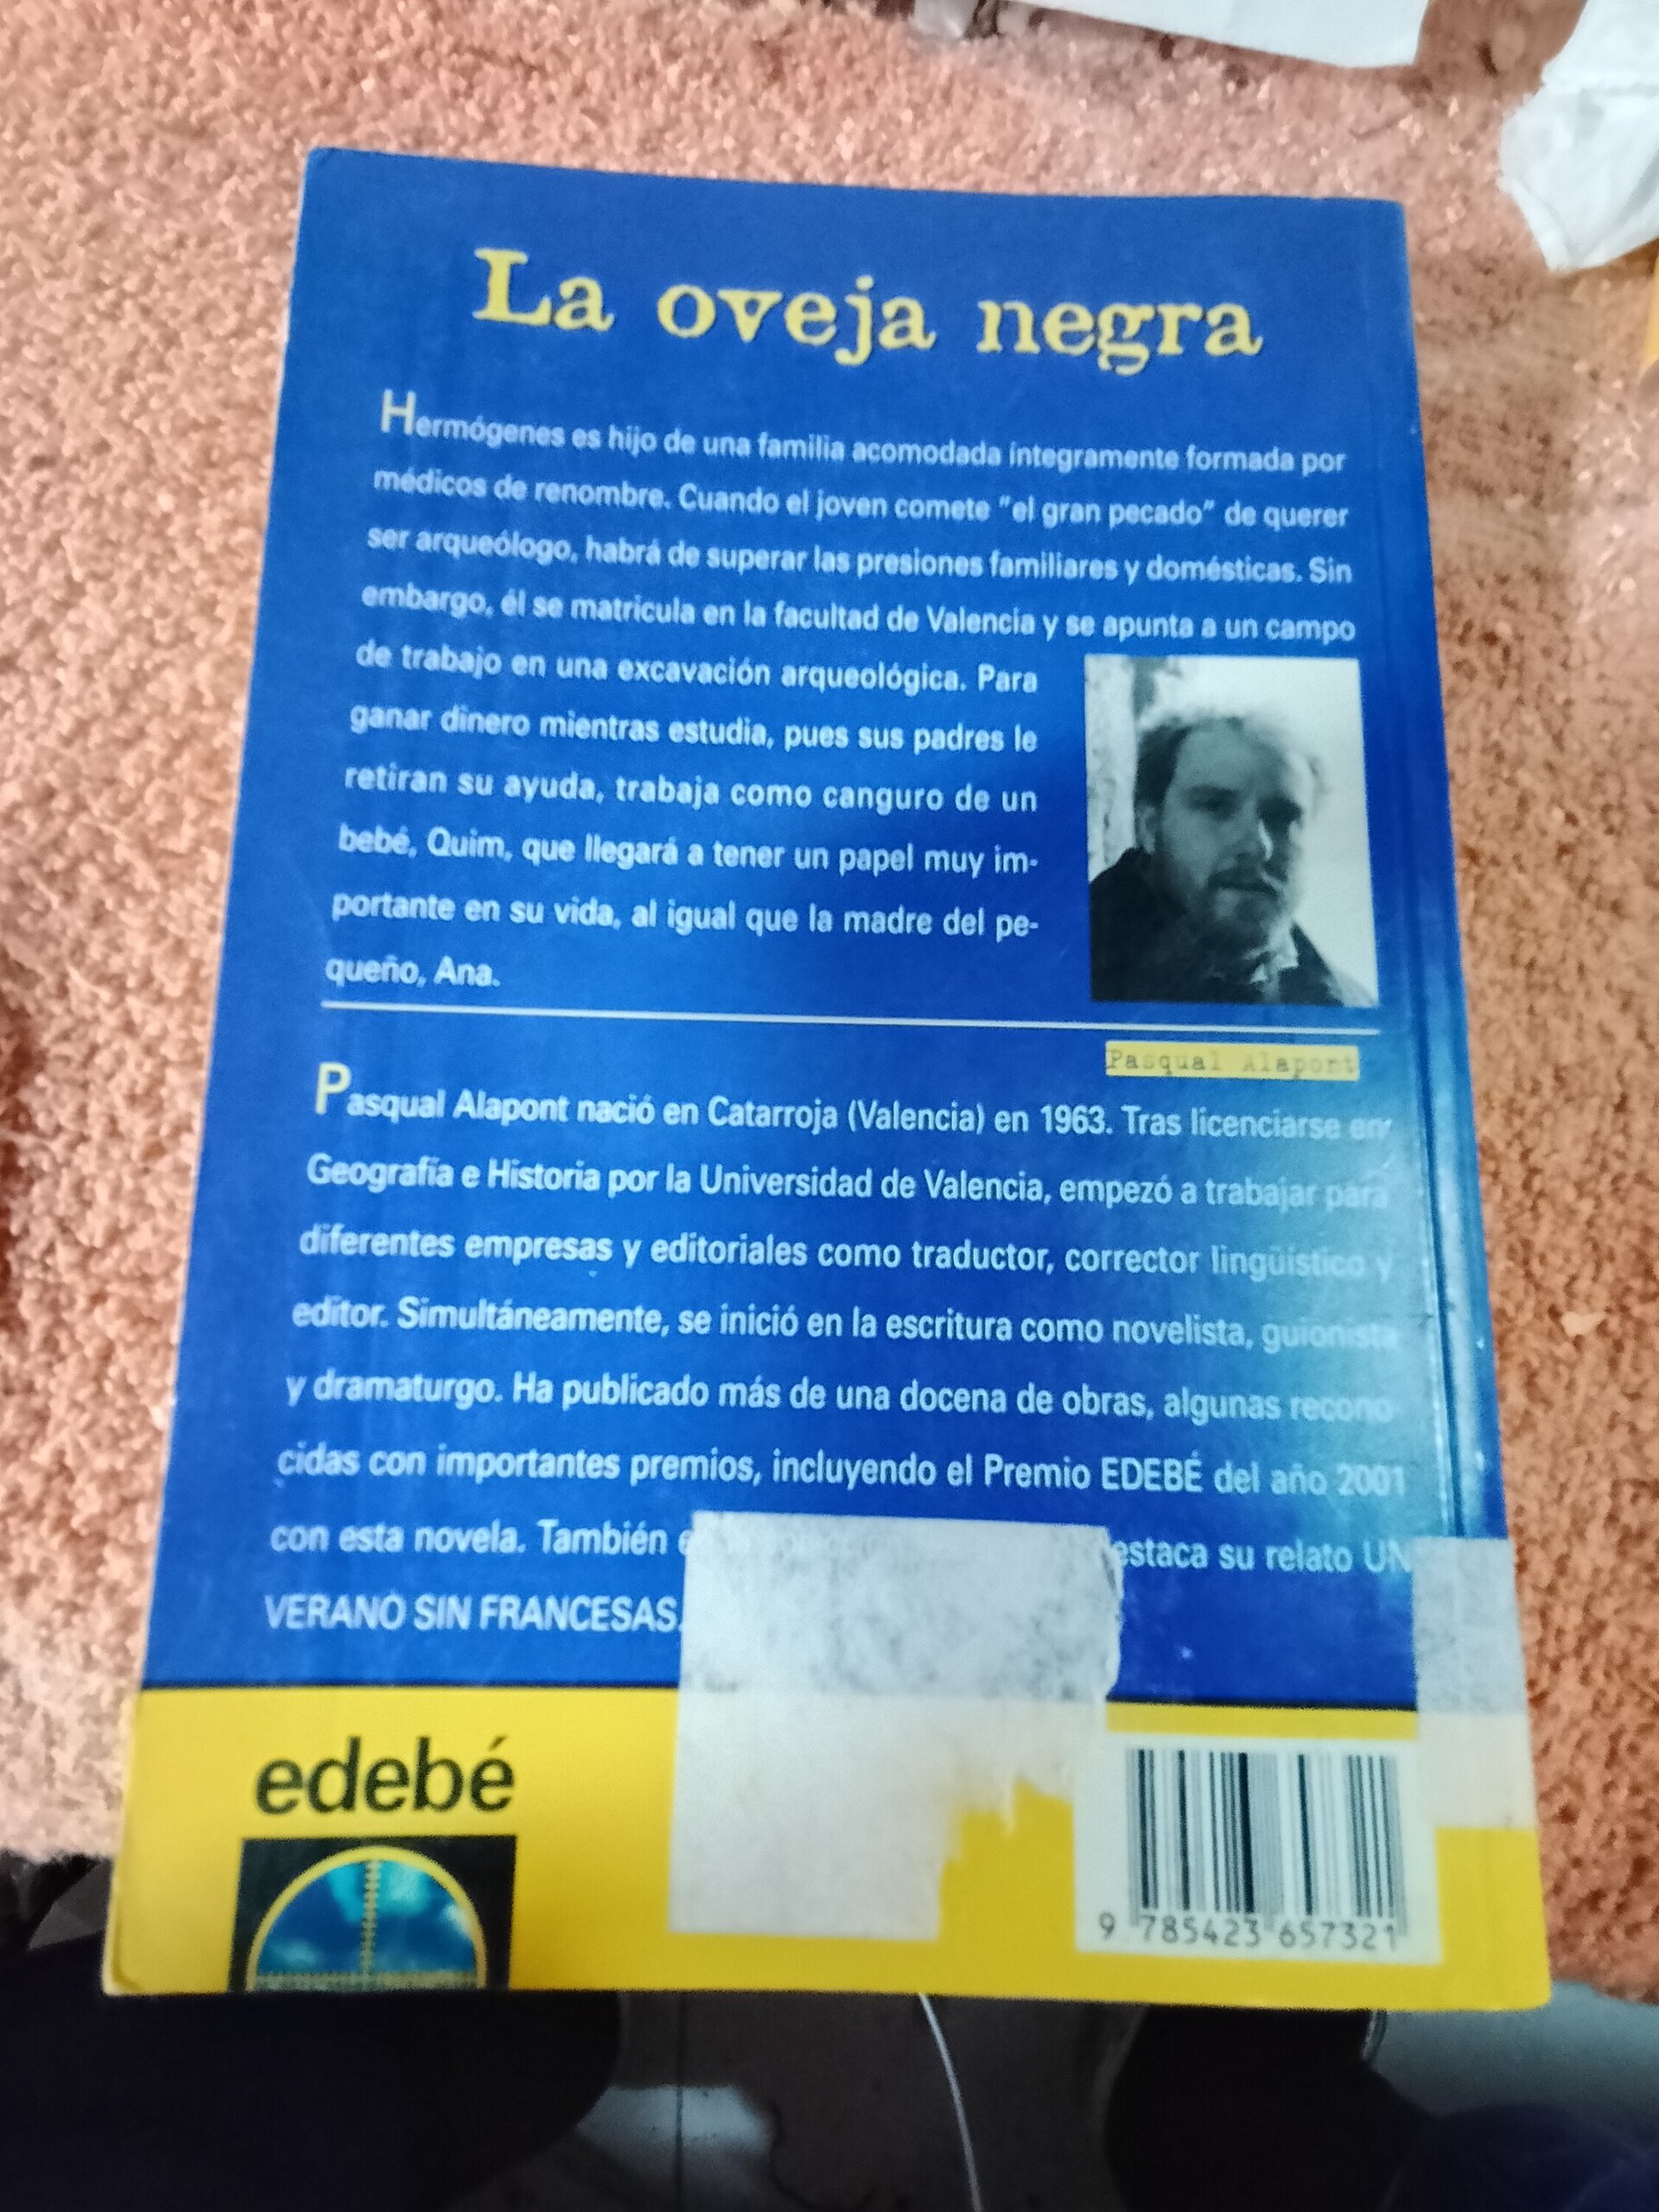 La oveja negra
Hermógenes es hijo de una familia acomodada íntegramente formada por
médicos de renombre. Cuando el joven comete "el gran pecado" de querer
ser arqueólogo, habrá de superar las presiones familiares y domésticas. Sin
embargo, él se matricula en la facultad de Valencia y se apunta a un campo
de trabajo en una excavación arqueológica. Para
ganar dinero mientras estudia, pues sus padres le
retiran su ayuda, trabaja como canguro de un
bebé, Quim, que llegará a tener un papel muy im-
portante en su vida, al igual que la madre del pe-
queño, Ana.
Pasqual Alapont
Pasqual Alapont nació en Catarroja (Valencia) en 1963. Tras licenciarse en
Geografía e Historia por la Universidad de Valencia, empezó a trabajar para
diferentes empresas y editoriales como traductor, corrector lingüístico y
editor. Simultáneamente, se inició en la escritura como novelista, guionista
y dramaturgo. Ha publicado más de una docena de obras, algunas recono
cidas con importantes premios, incluyendo el Premio EDEBÉ del año 2001
con esta novela. También estaca su relato UN
VERANO SIN FRANCESAS.
edebé
9 785423 657321